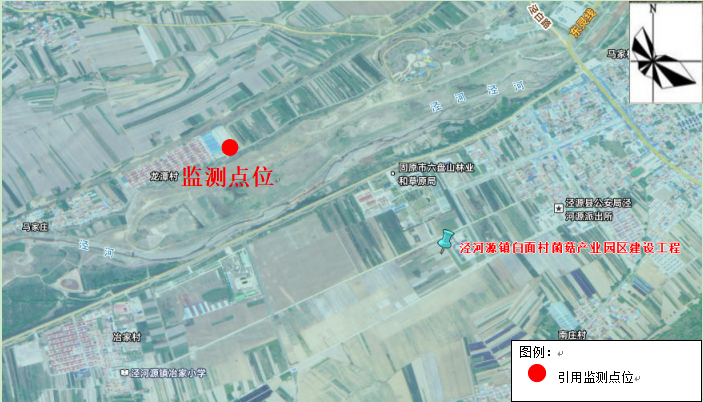 N
泾白路
东灵线
马家村
泾河 泾河
龙潭村
监测点位
固原市六盘山林业
和草原局
泾源县公安局泾
河源派出所
马家庄
泾河
泾河源镇白面村菌菇产业园区建设工程
冶家村
南庄村
泾河源镇冶家小学
图例：
引用监测点位